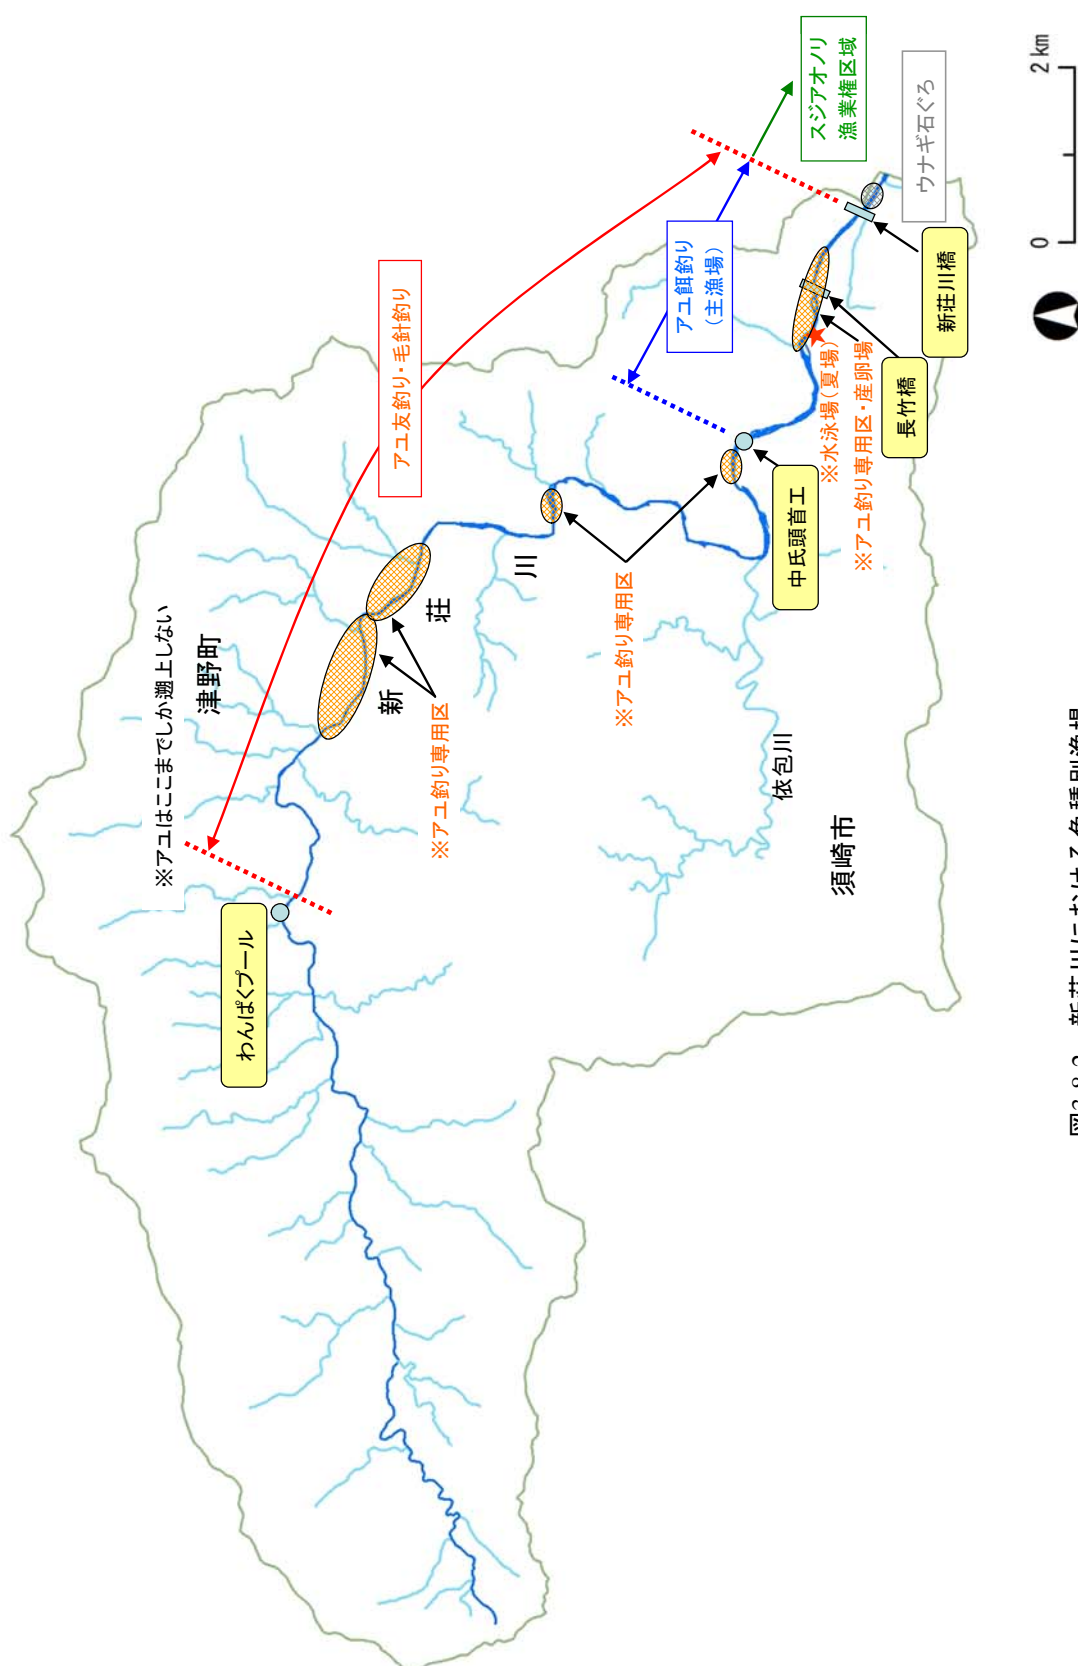 ※アユはここまでしか遡上しない
津野町
わんぱくプール
アユ友釣り・毛針釣り
アユ餌釣り
(主漁場)
スジアオノリ
漁業権区域
ウナギ石ぐろ
新荘川橋
長竹橋
※水泳場(夏場)
※アユ釣り専用区・産卵場
中氏頭首工
※アユ釣り専用区
※アユ釣り専用区
新
荘
川
依包川
須崎市
0
2km